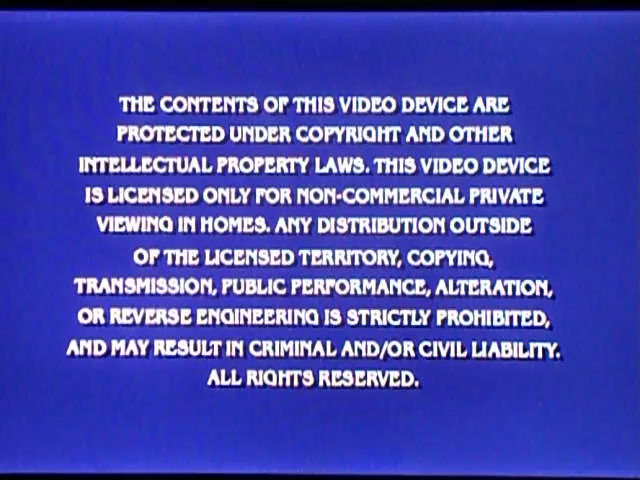 THE CONTENTS OF THIS VIDEO DEVICE ARE
PROTECTED UNDER COPYRIGHT AND OTHER
INTELLECTUAL PROPERTY LAWS. THIS VIDEO DEVICE
IS LICENSED ONLY FOR NON-COMMERCIAL PRIVATE
VIEWING IN HOMES. ANY DISTRIBUTION OUTSIDE
OF THE LICENSED TERRITORY, COPYING,
TRANSMISSION, PUBLIC PERFORMANCE, ALTERATION,
OR REVERSE ENGINEERING IS STRICTLY PROHIBITED,
AND MAY RESULT IN CRIMINAL AND/OR CIVIL LIABILITY.
ALL RIGHTS RESERVED.